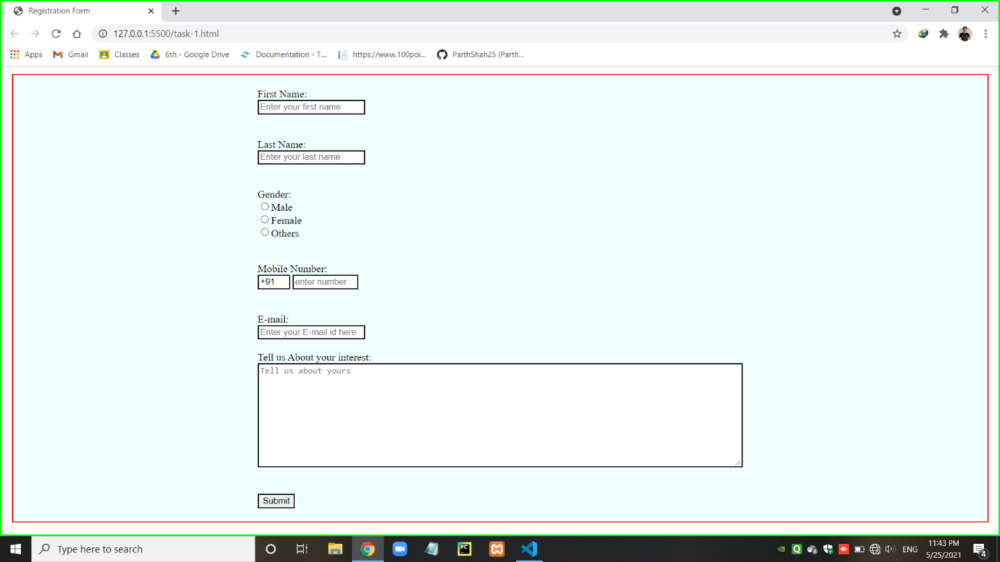 Registration Form
127.0.0.1:5500/task-1.html
Apps Gmail Classes 6th - Google Drive Documentation - T... https://www.100poi... ParthShah25 (Parth...
First Name:
Enter your first name
Last Name:
Enter your last name
Gender:
Male
Female
Others
Mobile Number:
+91 enter number
E-mail:
Enter your E-mail id here
Tell us About your interest:
Tell us about yours
Submit
Type here to search
PC
Q
ENG
11:43 PM
5/25/2021
4